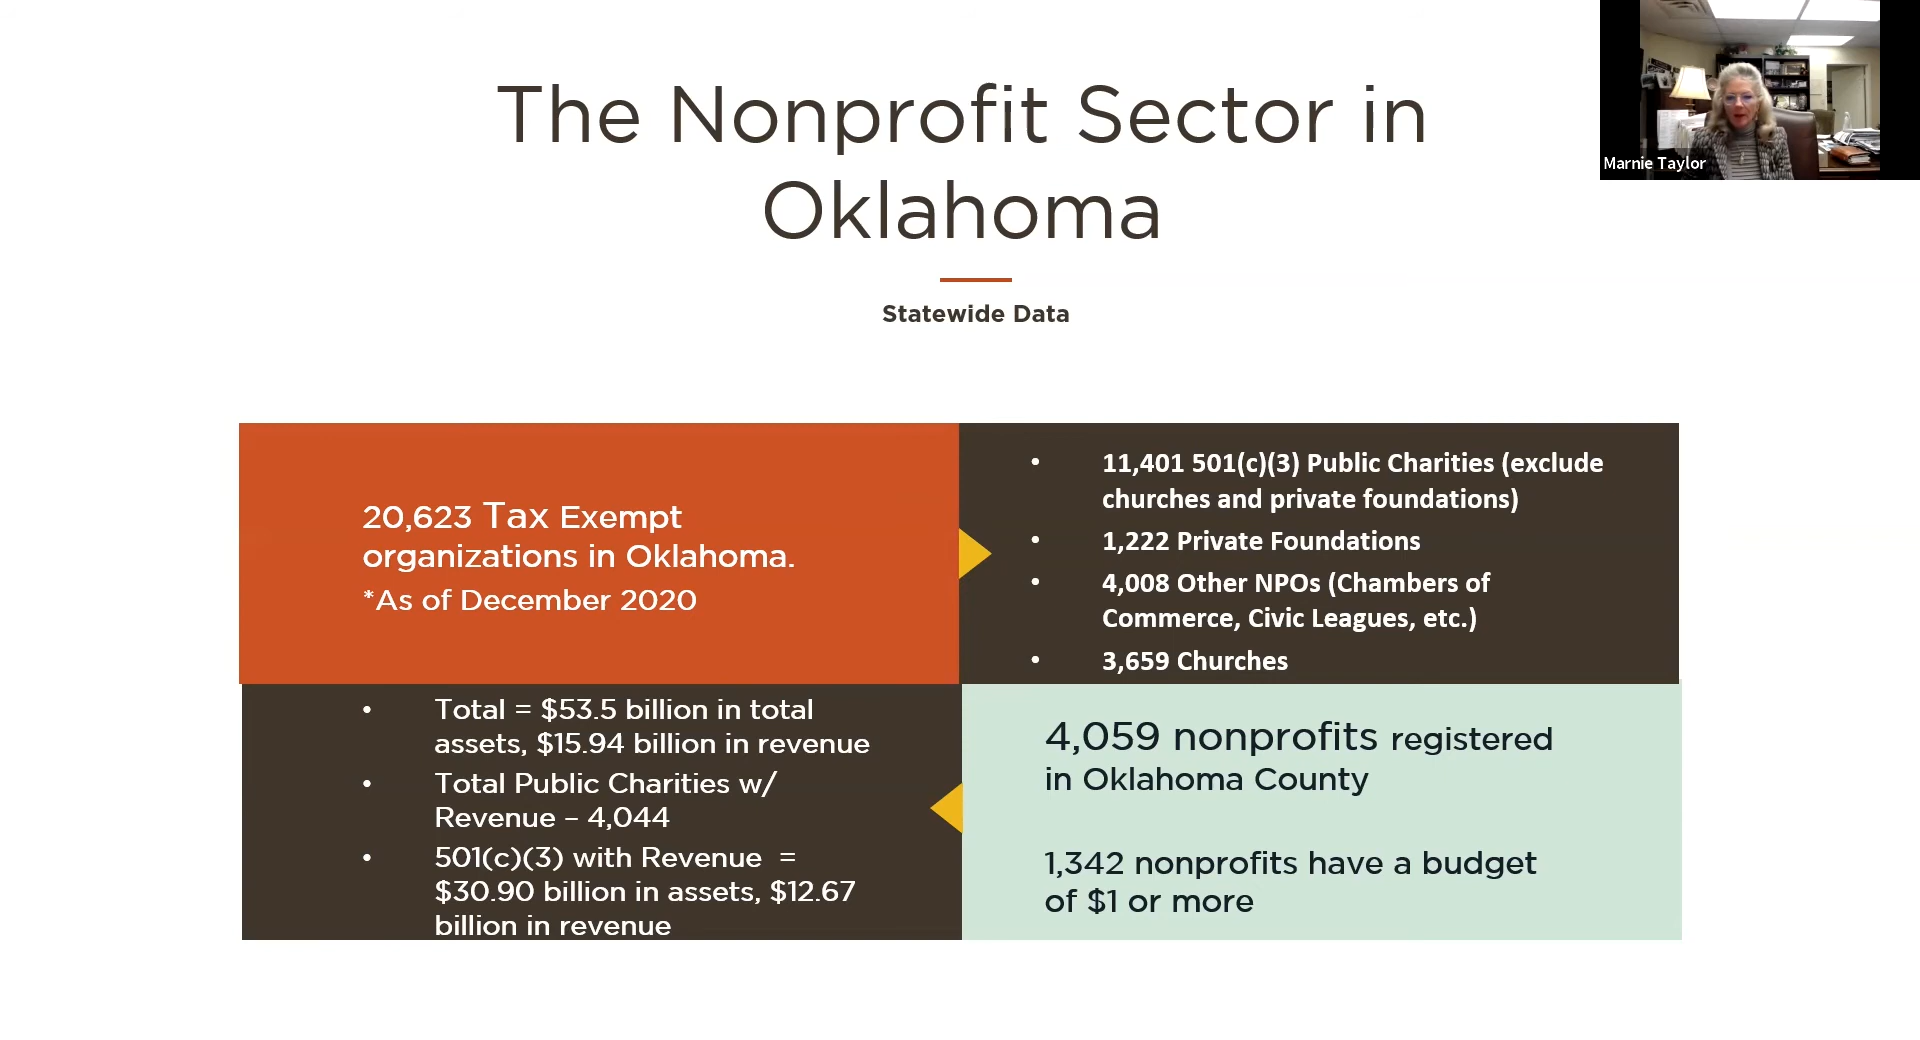 The Nonprofit Sector in
Oklahoma
Marnie Taylor
Statewide Data
20,623 Tax Exempt
organizations in Oklahoma.
*As of December 2020
• 11,401 501(c)(3) Public Charities (exclude
churches and private foundations)
• 1,222 Private Foundations
• 4,008 Other NPOs (Chambers of
Commerce, Civic Leagues, etc.)
• 3,659 Churches
• Total = $53.5 billion in total
assets, $15.94 billion in revenue
• Total Public Charities w/
Revenue – 4,044
• 501(c)(3) with Revenue =
$30.90 billion in assets, $12.67
billion in revenue
4,059 nonprofits registered
in Oklahoma County
1,342 nonprofits have a budget
of $1 or more